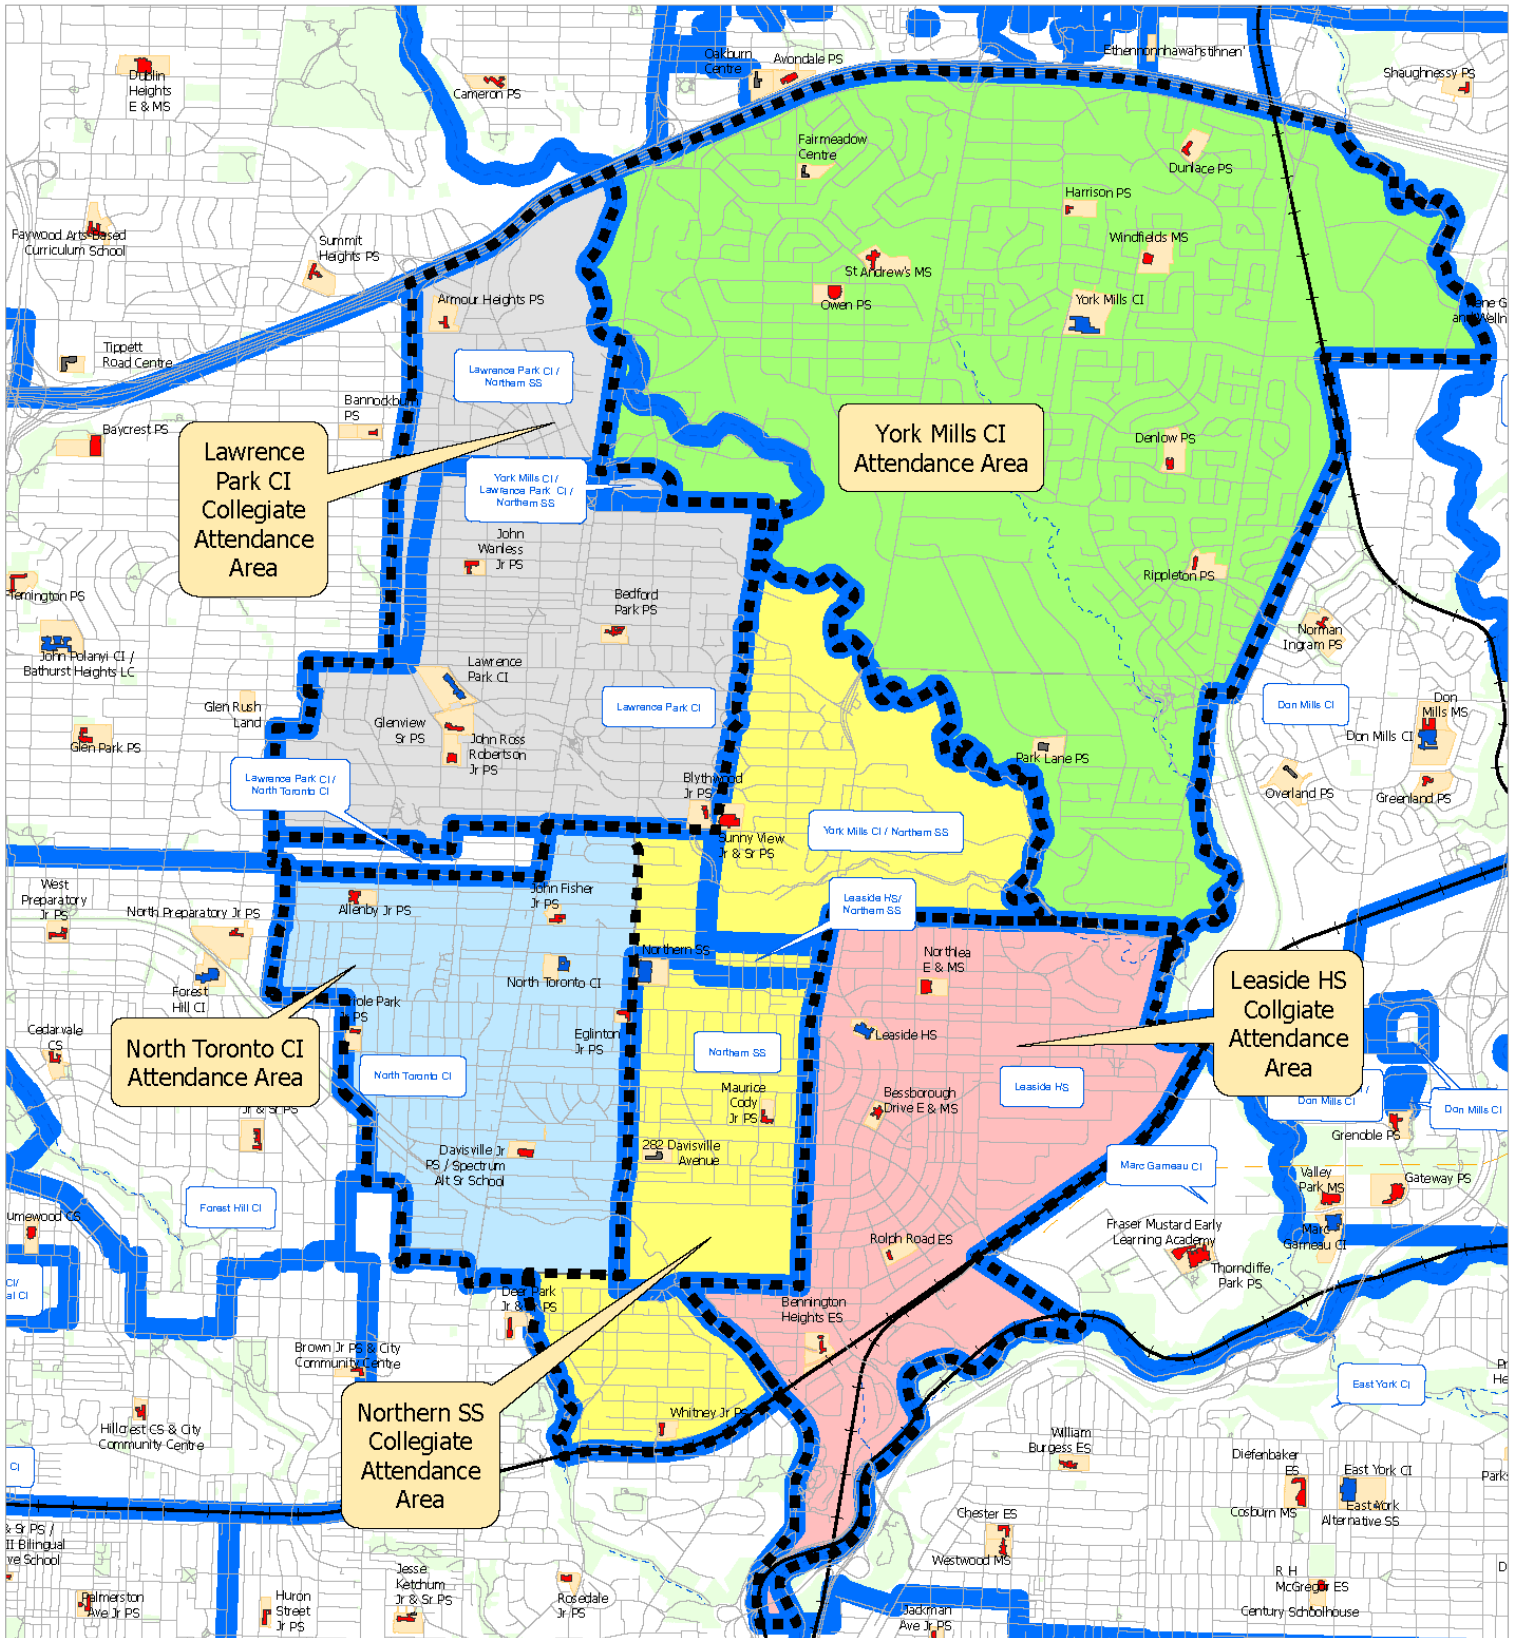 Oakburn
Centre
Avondale PS
Ethennonnhawahstihnen'
Shaughnessy PS
Dublin
Heights
E & MS
Cameron PS
Fairmeadow
Centre
Dunlace PS
Harrison PS
Faywood Arts-Based
Curriculum School
Summit
Heights PS
Windfields MS
St Andrew's MS
Owen PS
York Mills CI
Armour Heights PS
Tippett
Road Centre
Lawrence Park CI /
Northern SS
Bannockburn
PS
Baycrest PS
York Mills CI
Attendance Area
Denlow PS
Lawrence
Park CI
Collegiate
Attendance
Area
York Mills CI /
Lawrence Park CI /
Northern SS
John
Wanless
Jr PS
Rippleton PS
Bedford
Park PS
Norman
Ingram PS
John Polanyi CI /
Bathurst Heights LC
Lawrence
Park CI
Lawrence Park CI
Don Mills CI
Don
Mills MS
Don Mills CI
Glen Rush
Land
Glenview
Sr PS
Glen Park PS
John Ross
Robertson
Jr PS
Park Lane PS
Lawrence Park CI /
North Toronto CI
Blythwood
Jr PS
Overland PS
Greenland PS
Sunny View
Jr & Sr PS
York Mills CI / Northern SS
West
Preparatory
Jr PS
North Preparatory Jr PS
Allenby Jr PS
John Fisher
Jr PS
Leaside HS/
Northern SS
Northern SS
Northlea
E & MS
Forest
Hill CI
North Toronto CI
Leaside HS
Collgiate
Attendance
Area
Cedarvale
CS
North Toronto CI
Attendance Area
Eglinton
Jr PS
Leaside HS
Northern SS
North Toronto CI
Leaside HS
Maurice
Cody
Jr PS
Bessborough
Drive E & MS
Don Mills CI
Don Mills CI
Jr & Sr PS
Grenoble PS
Davisville Jr
PS / Spectrum
Alt Sr School
282 Davisville
Avenue
Marc Garneau CI
Valley
Park MS
Gateway PS
Forest Hill CI
Fraser Mustard Early
Learning Academy
Marc
Garneau CI
Rolph Road ES
Thorncliffe
Park PS
Deer Park
Jr & Sr PS
Bennington
Heights ES
Brown Jr PS & City
Community Centre
East York CI
Northern SS
Collegiate
Attendance
Area
Whitney Jr PS
Hillcrest CS & City
Community Centre
William
Burgess ES
Diefenbaker
ES
East York CI
CI
Cosburn MS
East York
Alternative SS
Chester ES
Westwood MS
Jesse
Ketchum
Jr & Sr PS
Rosedale
Jr PS
R H
McGregor ES
Century Schoolhouse
Palmerston
Ave Jr PS
Huron
Street
Jr PS
Jackman
Ave Jr PS